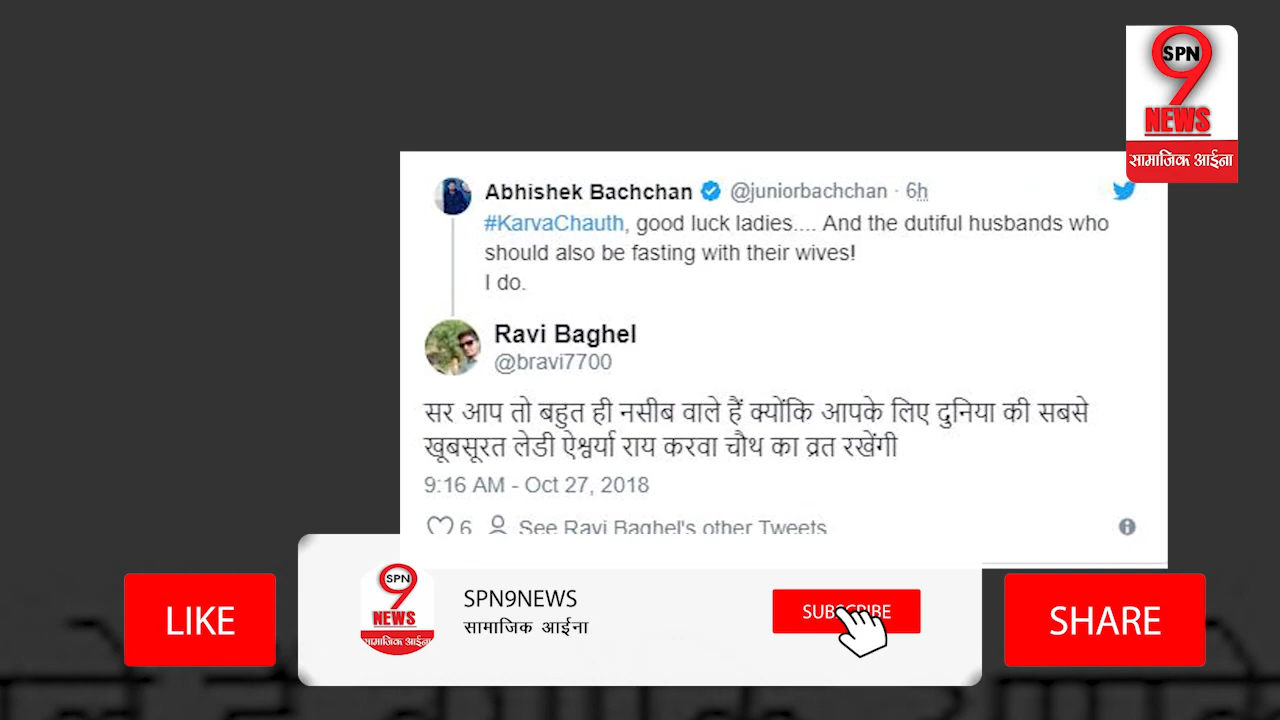 SPN
9
NEWS
सामाजिक आईना
Abhishek Bachchan @juniorbachchan · 6h
#KarvaChauth, good luck ladies.... And the dutiful husbands who
should also be fasting with their wives!
I do.
Ravi Baghel
@bravi7700
सर आप तो बहुत ही नसीब वाले हैं क्योंकि आपके लिए दुनिया की सबसे
खूबसूरत लेडी ऐश्वर्या राय करवा चौथ का व्रत रखेंगी
9:16 AM - Oct 27, 2018
6 See Ravi Baghel's other Tweets
LIKE
SPN
9
NEWS
सामाजिक आईना
SPN9NEWS
सामाजिक आईना
SUBSCRIBE
SHARE